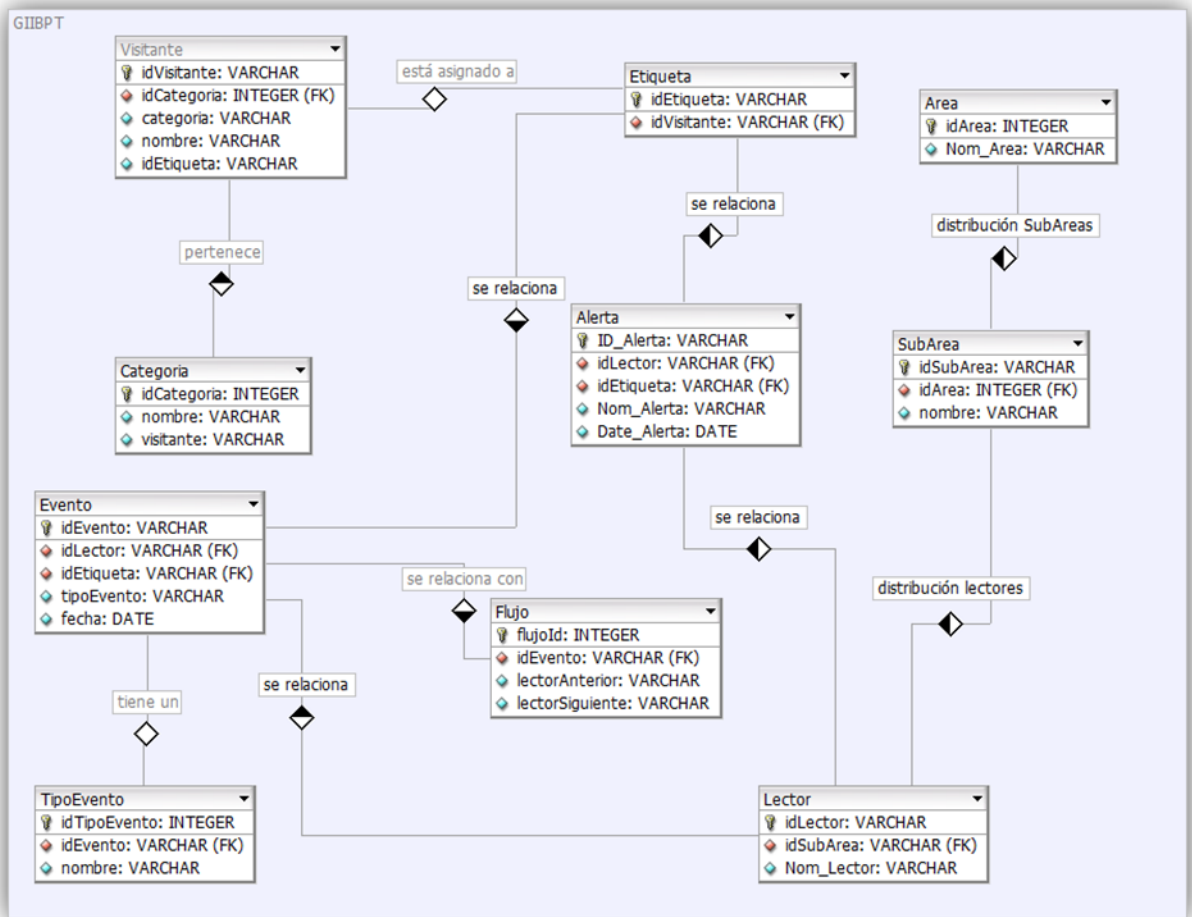 GIIBPT
Visitante
idVisitante: VARCHAR
idCategoria: INTEGER (FK)
categoria: VARCHAR
nombre: VARCHAR
idEtiqueta: VARCHAR
está asignado a
Etiqueta
idEtiqueta: VARCHAR
idVisitante: VARCHAR (FK)
Area
idArea: INTEGER
Nom_Area: VARCHAR
se relaciona
distribución SubAreas
pertenece
se relaciona
Alerta
ID_Alerta: VARCHAR
idLector: VARCHAR (FK)
idEtiqueta: VARCHAR (FK)
Nom_Alerta: VARCHAR
Date_Alerta: DATE
SubArea
idSubArea: VARCHAR
idArea: INTEGER (FK)
nombre: VARCHAR
Categoria
idCategoria: INTEGER
nombre: VARCHAR
visitante: VARCHAR
Evento
idEvento: VARCHAR
idLector: VARCHAR (FK)
idEtiqueta: VARCHAR (FK)
tipoEvento: VARCHAR
fecha: DATE
se relaciona
se relaciona con
distribución lectores
Flujo
flujoId: INTEGER
idEvento: VARCHAR (FK)
lectorAnterior: VARCHAR
lectorSiguiente: VARCHAR
se relaciona
tiene un
TipoEvento
idTipoEvento: INTEGER
idEvento: VARCHAR (FK)
nombre: VARCHAR
Lector
idLector: VARCHAR
idSubArea: VARCHAR (FK)
Nom_Lector: VARCHAR